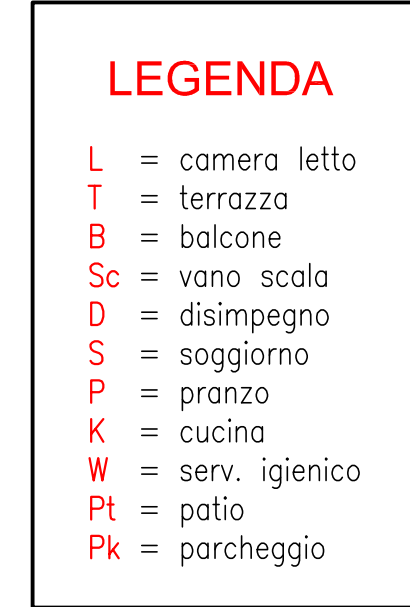 LEGENDA
L = camera letto
T = terrazza
B = balcone
Sc = vano scala
D = disimpegno
S = soggiorno
P = pranzo
K = cucina
W = serv. igienico
Pt = patio
Pk = parcheggio